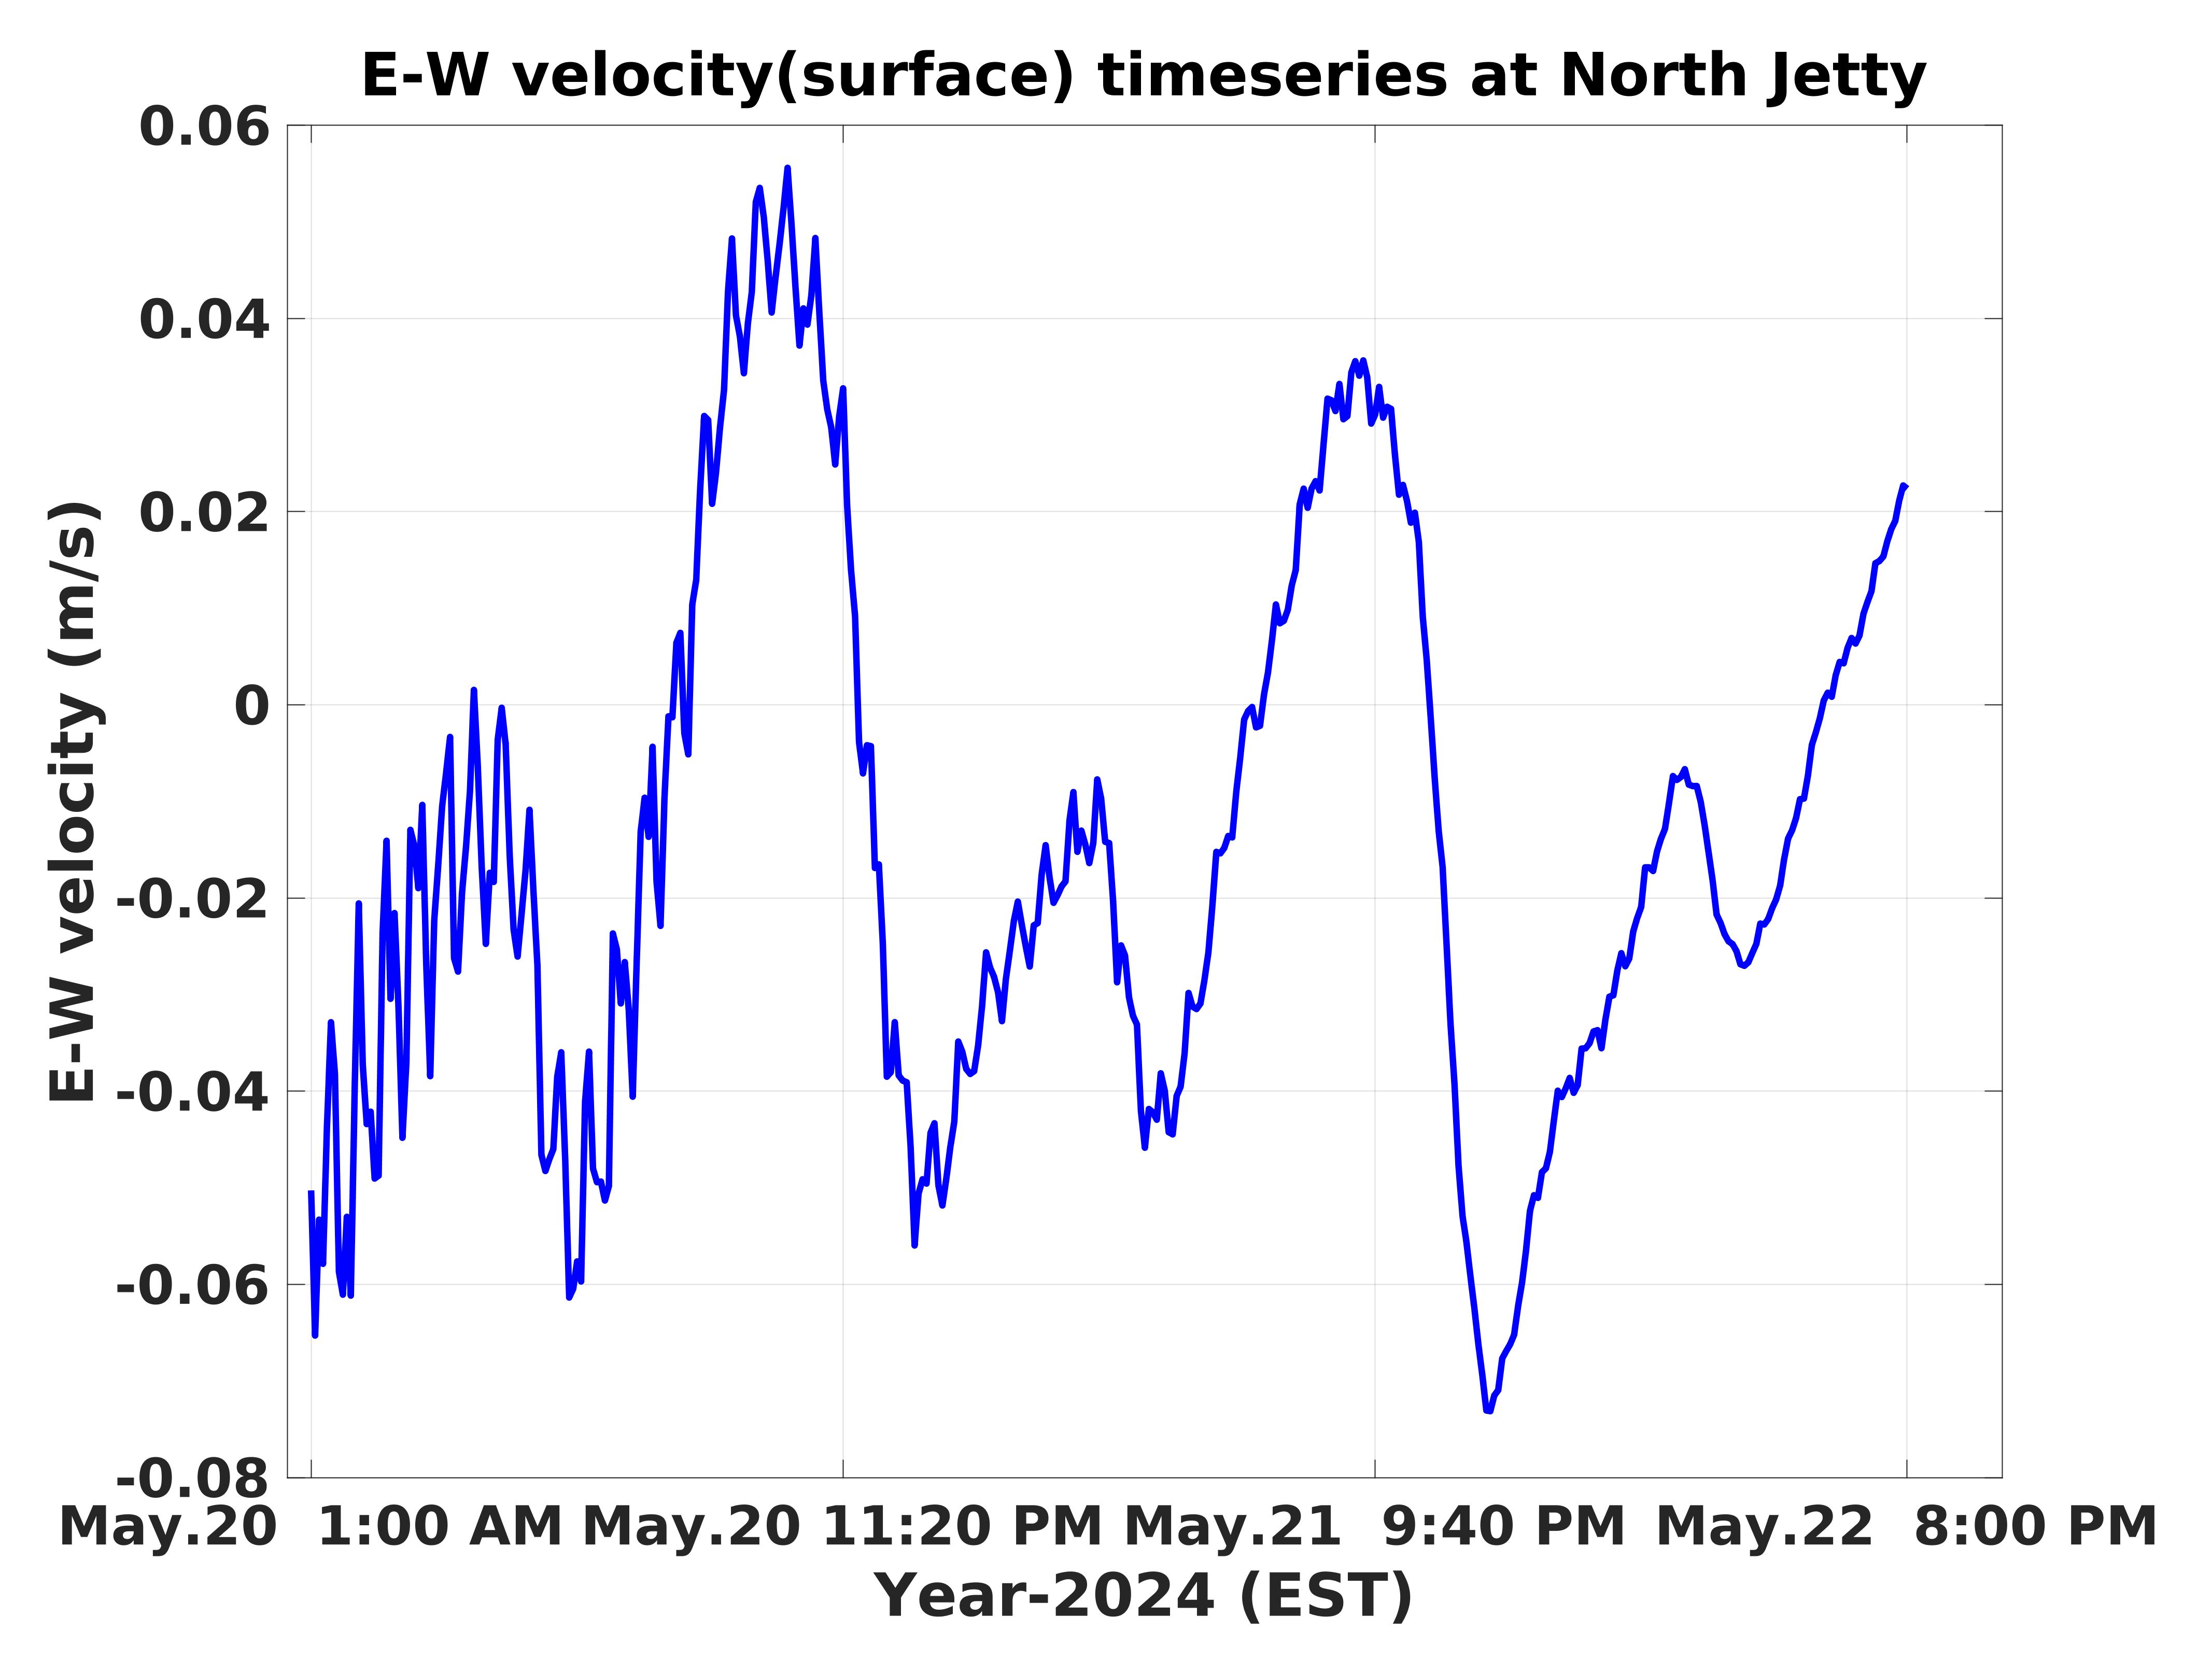 E-W velocity(surface) timeseries at North Jetty
0.06
0.04
0.02
0
-0.02
-0.04
-0.06
-0.08
E-W velocity (m/s)
May.20 1:00 AM May.20 11:20 PM May.21 9:40 PM May.22 8:00 PM
Year-2024 (EST)